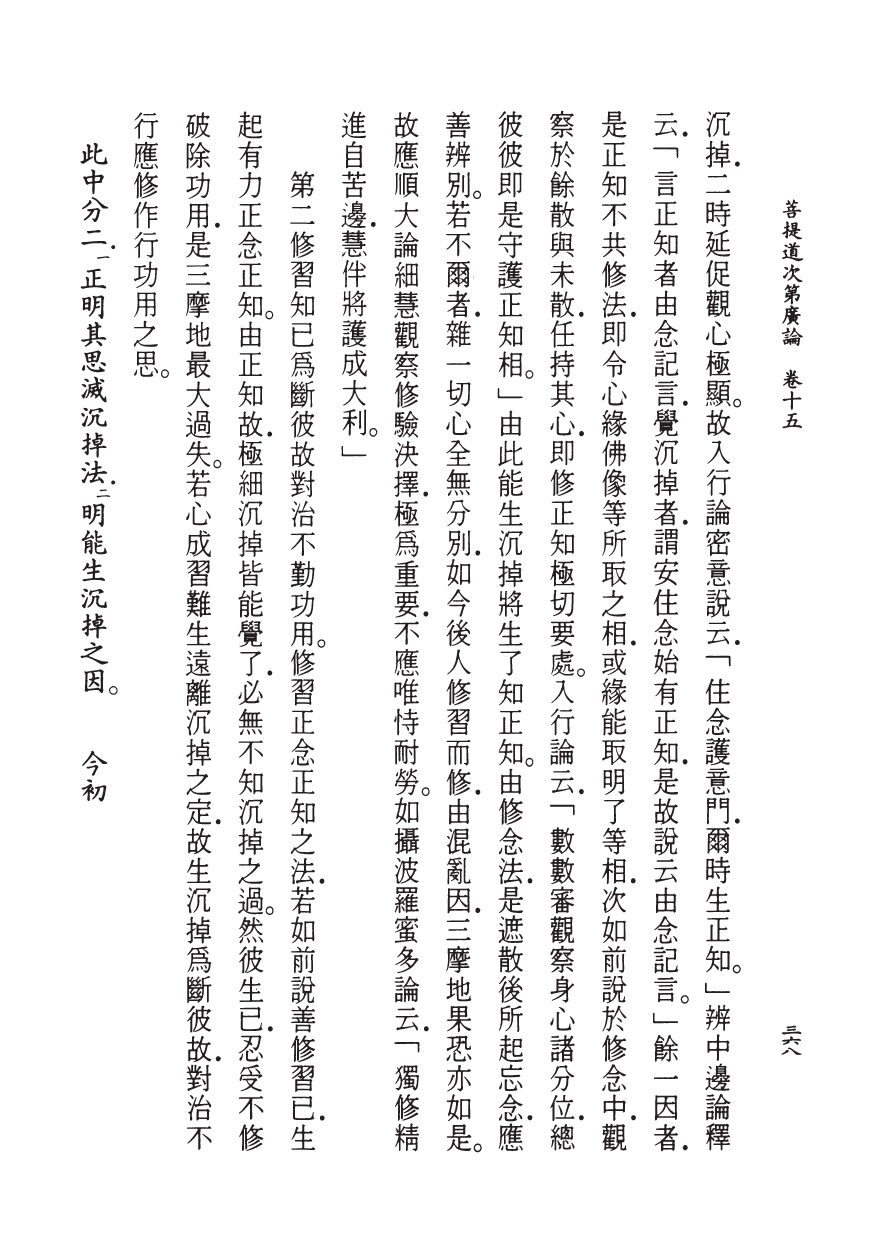 菩提道次第廣論　卷十五
三六八
沉掉．二時延促觀心極顯。故入行論密意說云．「住念護意門．爾時生正知。」辨中邊論釋
云．「言正知者由念記言．覺沉掉者．謂安住念始有正知．是故說云由念記言。」餘一因者．
是正知不共修法．即令心緣佛像等所取之相．或緣能取明了等相．次如前說於修念中．觀
察於餘散與未散．任持其心．即修正知極切要處。入行論云．「數數審觀察身心諸分位．總
彼彼即是守護正知相。」由此能生沉掉將生了知正知。由修念法．是遮散後所起忘念．應
善辨別。若不爾者．雜一切心全無分別．如今後人修習而修．由混亂因．三摩地果恐亦如是。
故應順大論細慧觀察修驗決擇．極爲重要．不應唯恃耐勞。如攝波羅蜜多論云．「獨修精
進自苦邊．慧伴將護成大利。」
第二修習知已爲斷彼故對治不勤功用。修習正念正知之法．若如前說善修習已．生
起有力正念正知。由正知故．極細沉掉皆能覺了．必無不知沉掉之過。然彼生已．忍受不修
破除功用．是三摩地最大過失。若心成習難生遠離沉掉之定．故生沉掉爲斷彼故．對治不
行應修作行功用之思。
此中分二．一正明其思滅沉掉法．二明能生沉掉之因。　今初